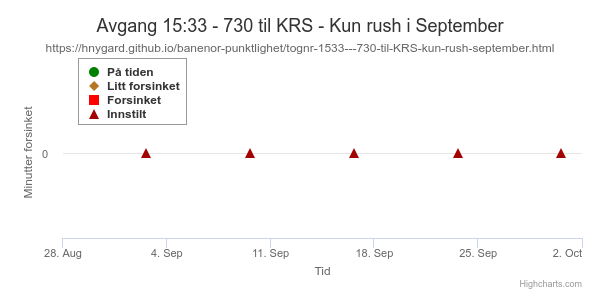 Avgang 15:33 - 730 til KRS - Kun rush i September
https://hnygard.github.io/banenor-punktlighet/tognr-1533---730-til-KRS-kun-rush-september.html
På tiden
Litt forsinket
Forsinket
Innstilt
Minutter forsinket
0
28. Aug 4. Sep 11. Sep 18. Sep 25. Sep 2. Oct
Tid
Highcharts.com